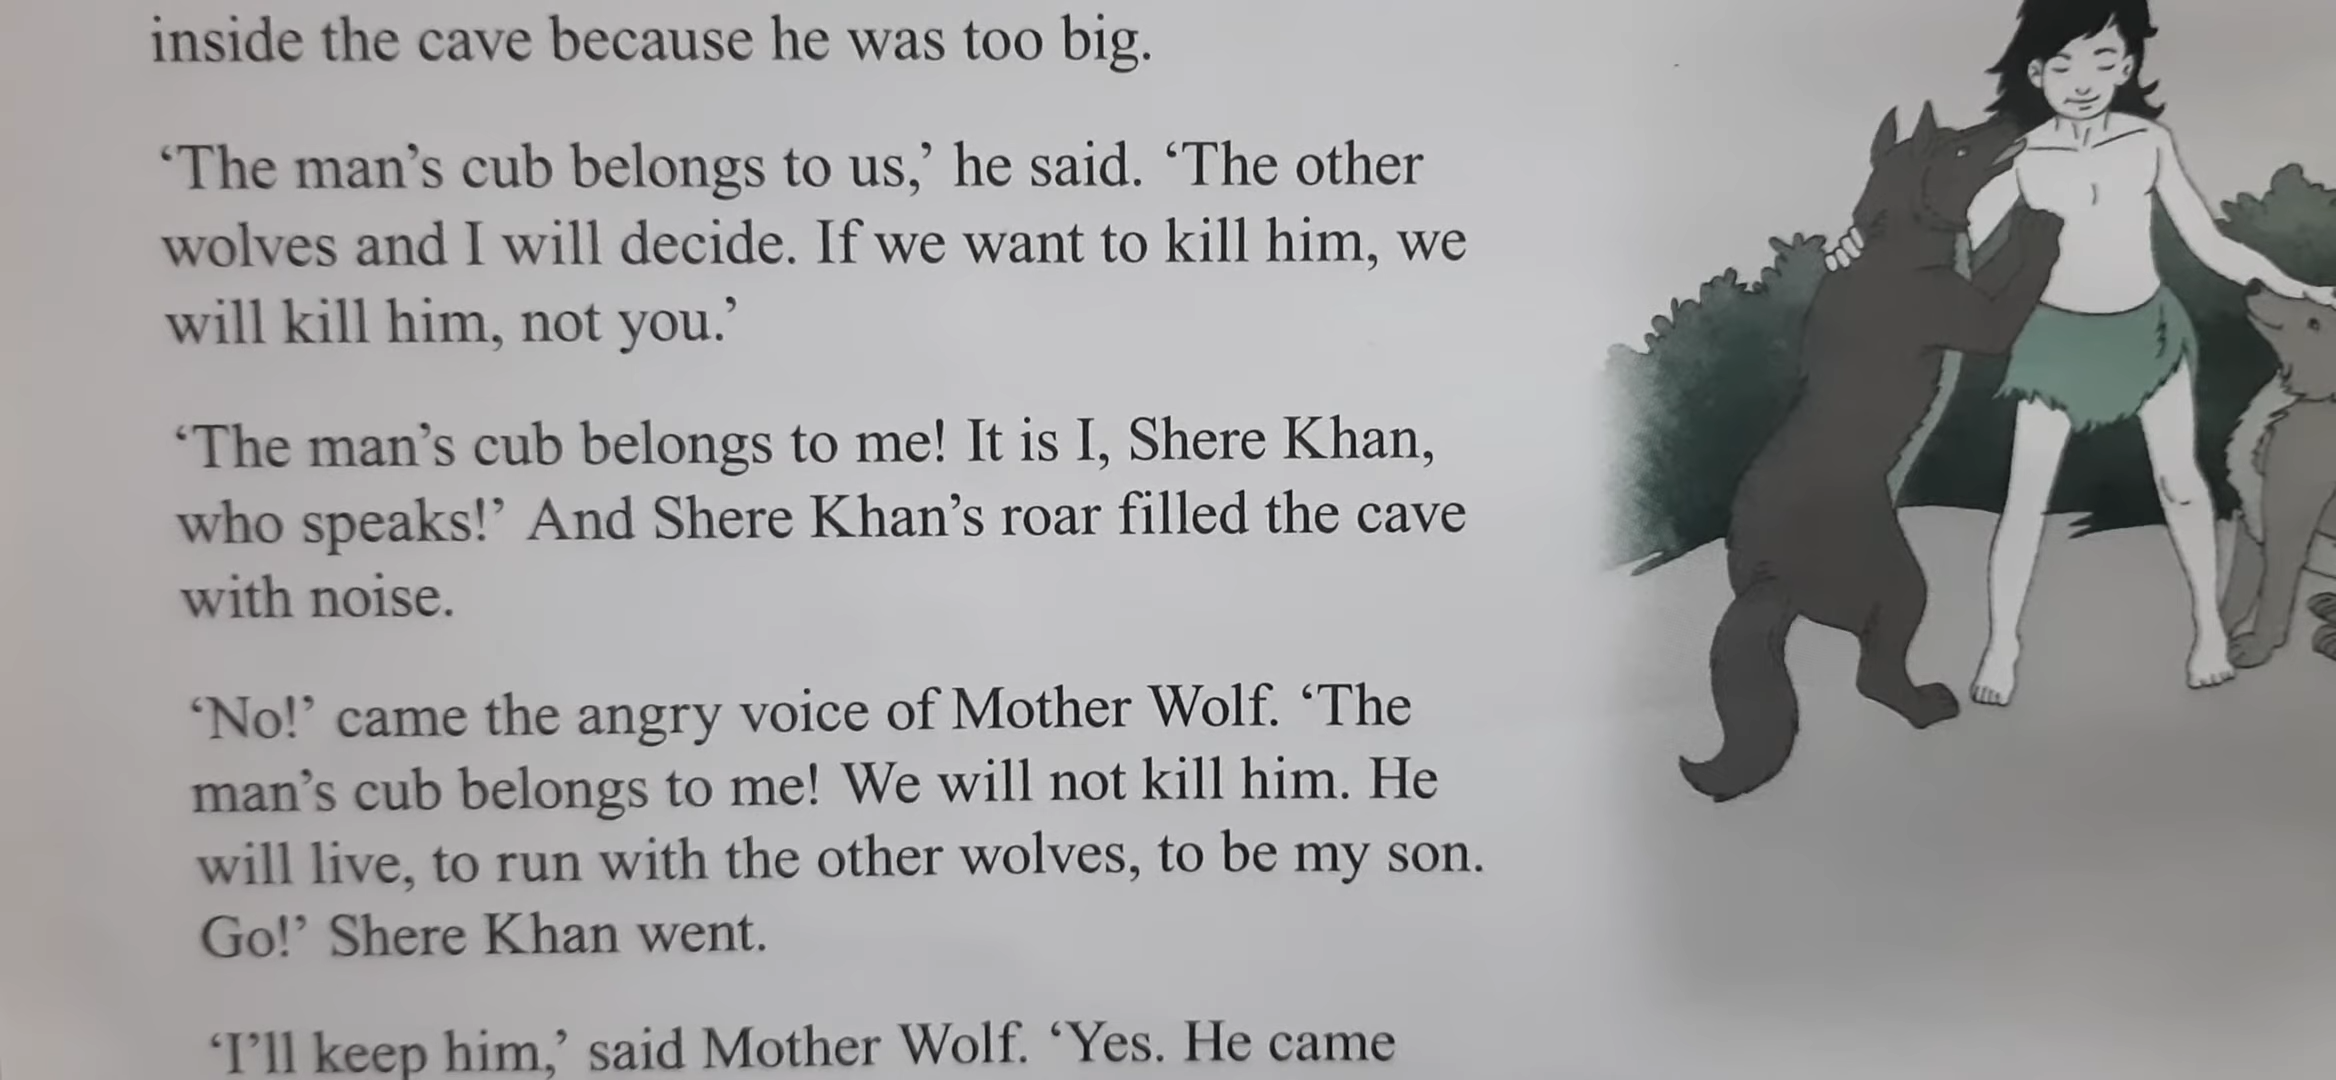 inside the cave because he was too big.
‘The man’s cub belongs to us,’ he said. ‘The other
wolves and I will decide. If we want to kill him, we
will kill him, not you.’
‘The man’s cub belongs to me! It is I, Shere Khan,
who speaks!’ And Shere Khan’s roar filled the cave
with noise.
‘No!’ came the angry voice of Mother Wolf. ‘The
man’s cub belongs to me! We will not kill him. He
will live, to run with the other wolves, to be my son.
Go!’ Shere Khan went.
‘I’ll keep him,’ said Mother Wolf. ‘Yes. He came